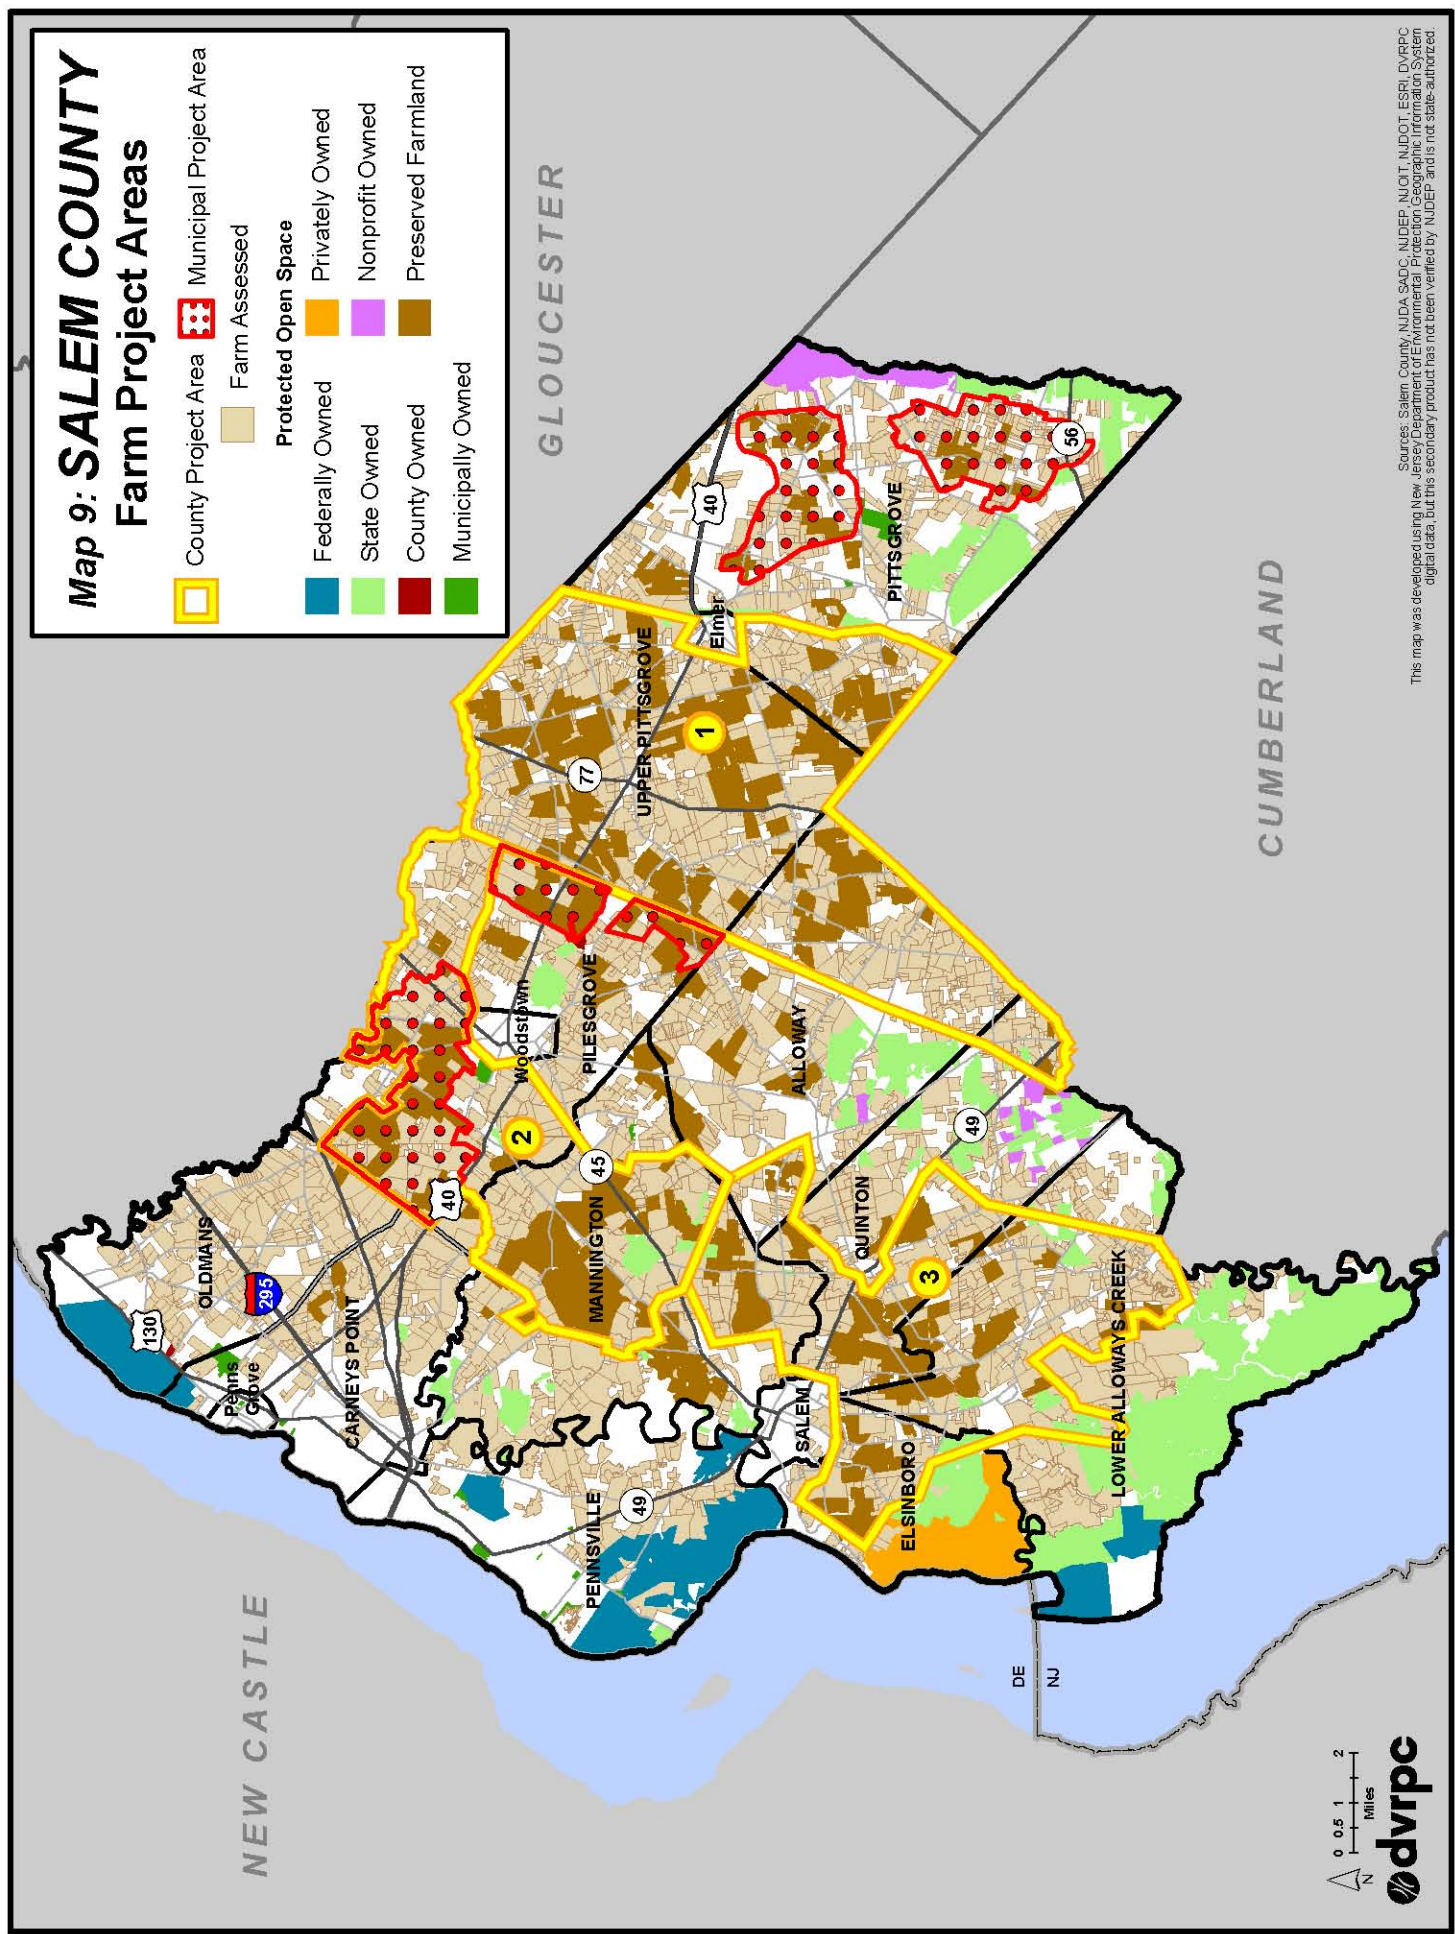 Map 9: SALEM COUNTY
Farm Project Areas
County Project Area
Municipal Project Area
Farm Assessed
Protected Open Space
Federally Owned
Privately Owned
State Owned
Nonprofit Owned
County Owned
Preserved Farmland
Municipally Owned
NEW CASTLE
GLOUCESTER
CUMBERLAND
OLDMANS
130
295
Penns
Grove
CARNEYS POINT
40
PENNSVILLE
49
MANNINGTON
45
2
Woodstown
PILESGROVE
77
UPPER PITTSGROVE
1
Elmer
40
PITTSGROVE
56
SALEM
QUINTON
ALLOWAY
3
49
ELSINBORO
LOWER ALLOWAYS CREEK
DE
NJ
0 0.5 1 2
Miles
N
dvrpc
Sources: Salem County, NJDA SADC, NJDEP, NJOIT, NJDOT, ESRI, DVRPC
This map was developed using New Jersey Department of Environmental Protection Geographic Information System
digital data, but this secondary product has not been verified by NJDEP and is not state-authorized.